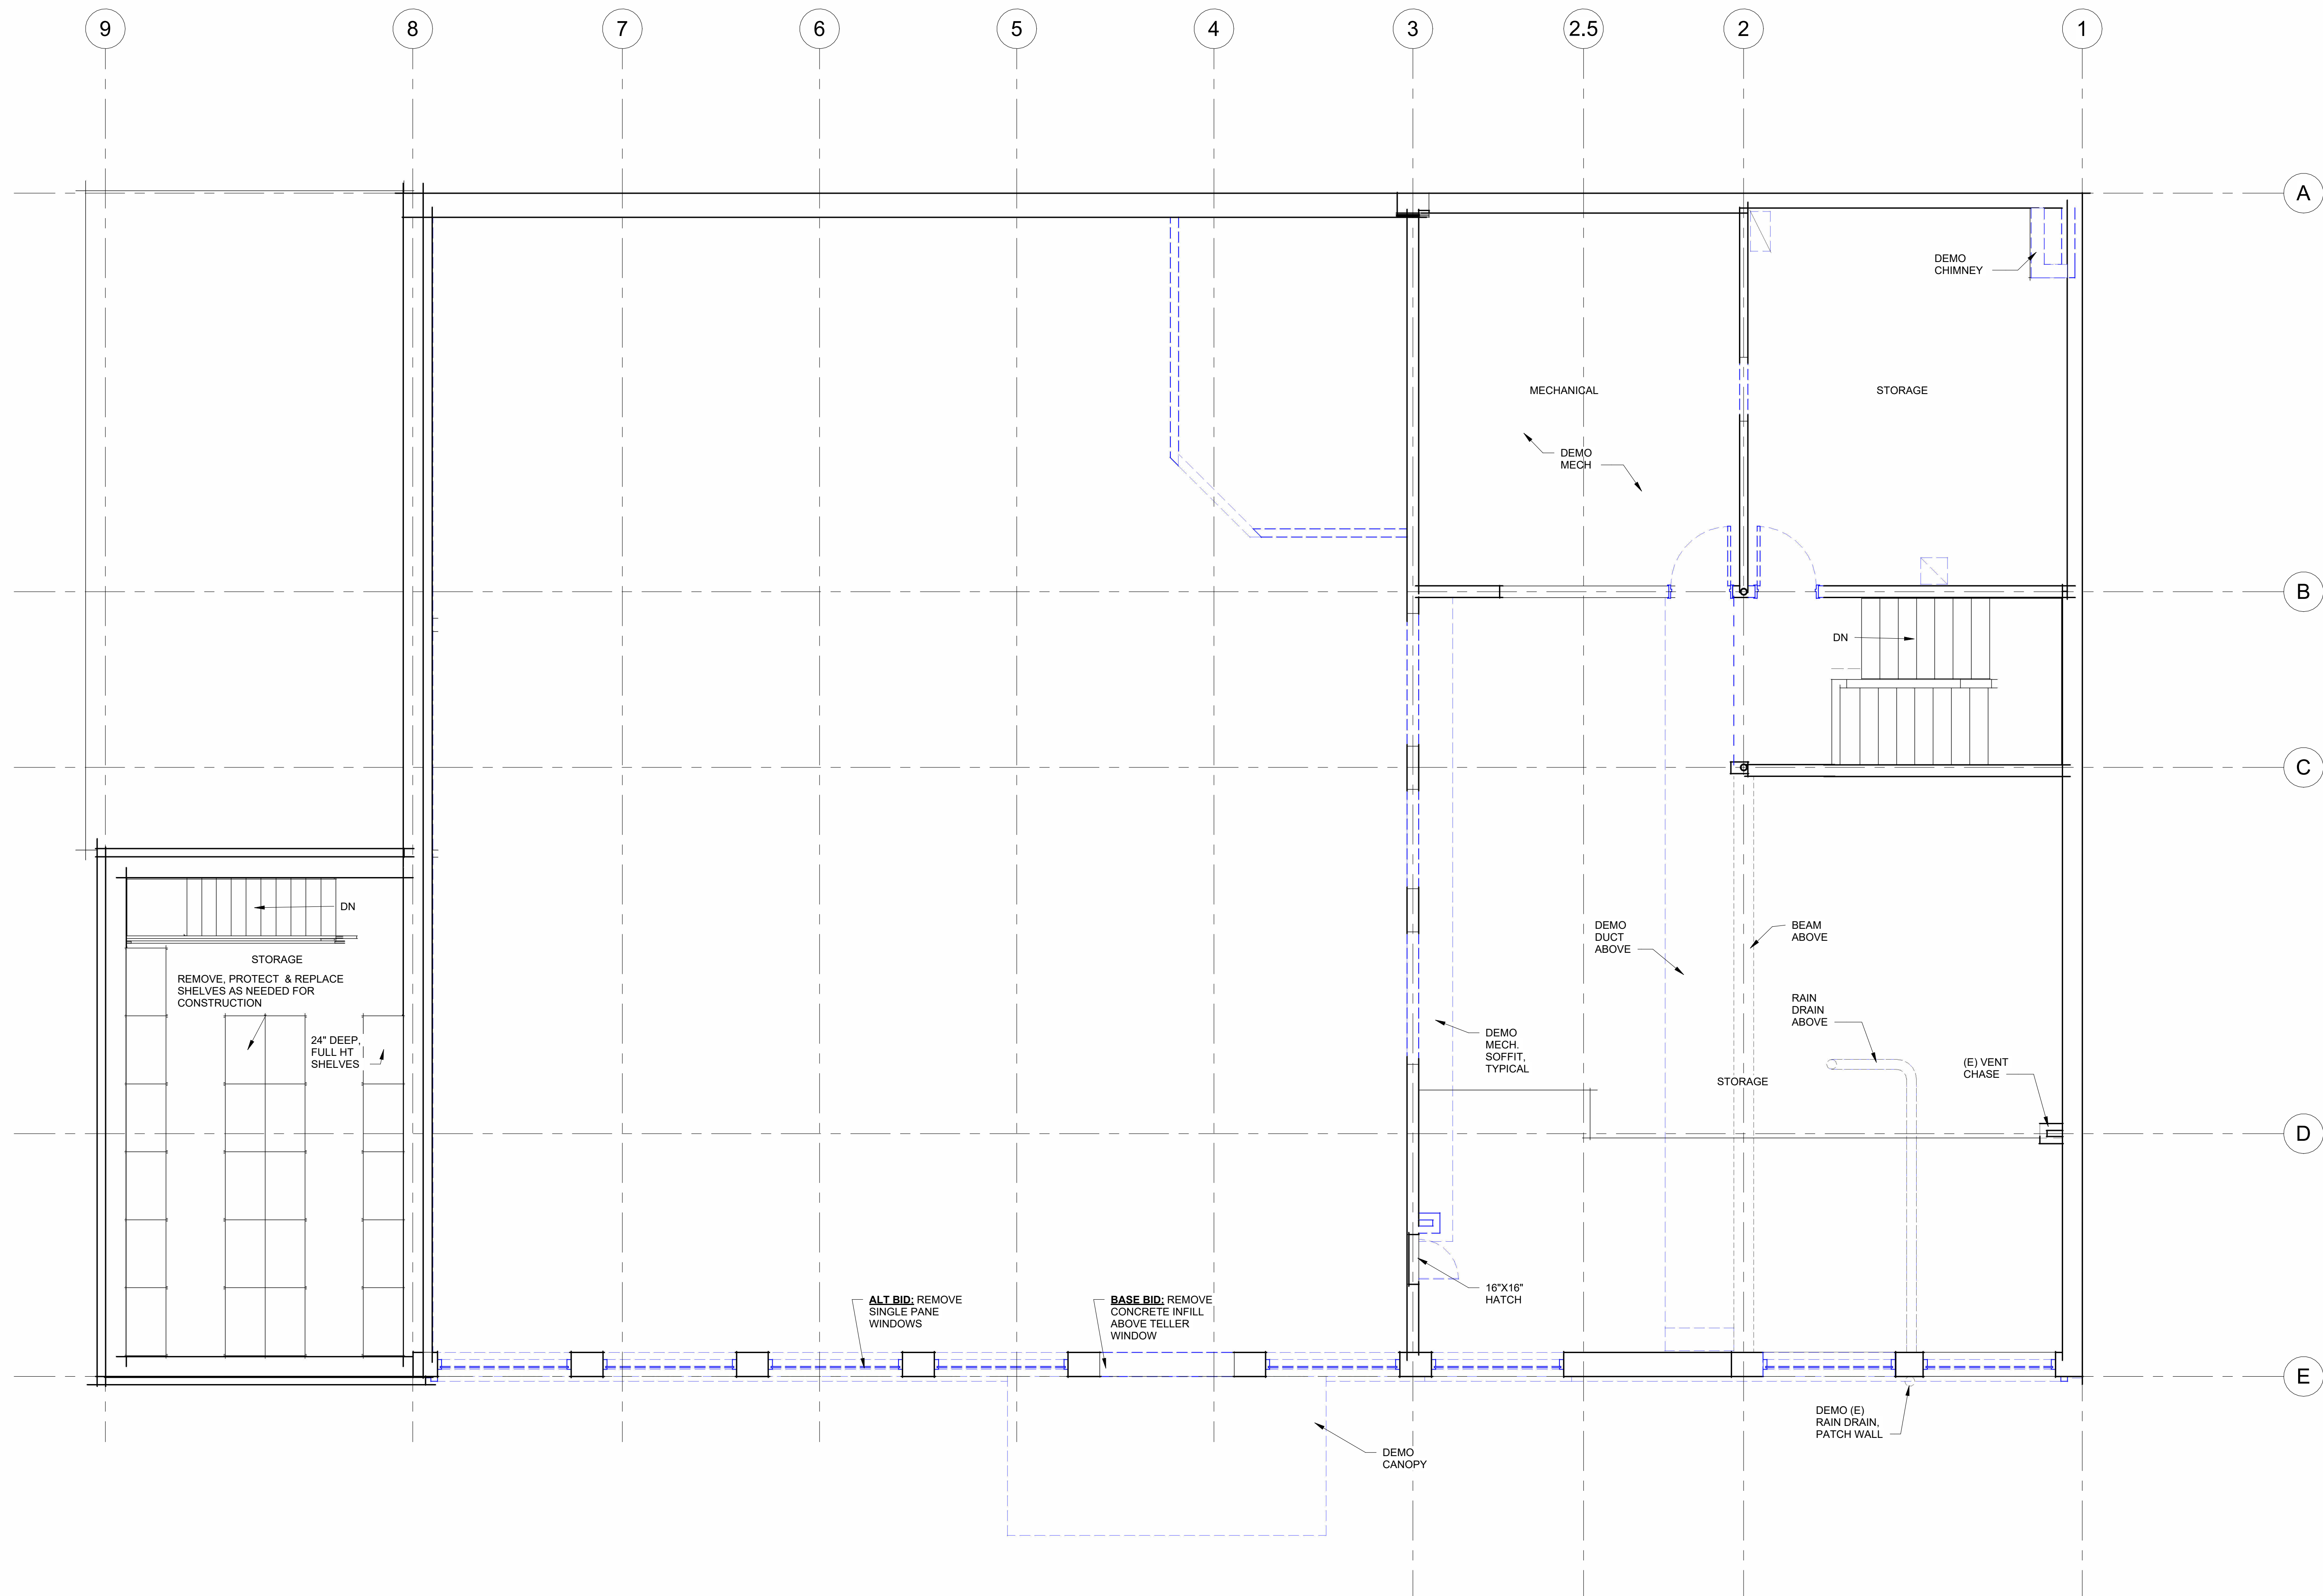 9
8
7
6
5
4
3
2.5
2
1
A
DEMO
CHIMNEY
MECHANICAL
STORAGE
DEMO
MECH
B
DN
C
DN
STORAGE
REMOVE, PROTECT & REPLACE
SHELVES AS NEEDED FOR
CONSTRUCTION
24" DEEP,
FULL HT
SHELVES
DEMO
DUCT
ABOVE
BEAM
ABOVE
RAIN
DRAIN
ABOVE
DEMO
MECH.
SOFFIT,
TYPICAL
(E) VENT
CHASE
STORAGE
D
16"X16"
HATCH
ALT BID: REMOVE
SINGLE PANE
WINDOWS
BASE BID: REMOVE
CONCRETE INFILL
ABOVE TELLER
WINDOW
E
DEMO (E)
RAIN DRAIN,
PATCH WALL
DEMO
CANOPY